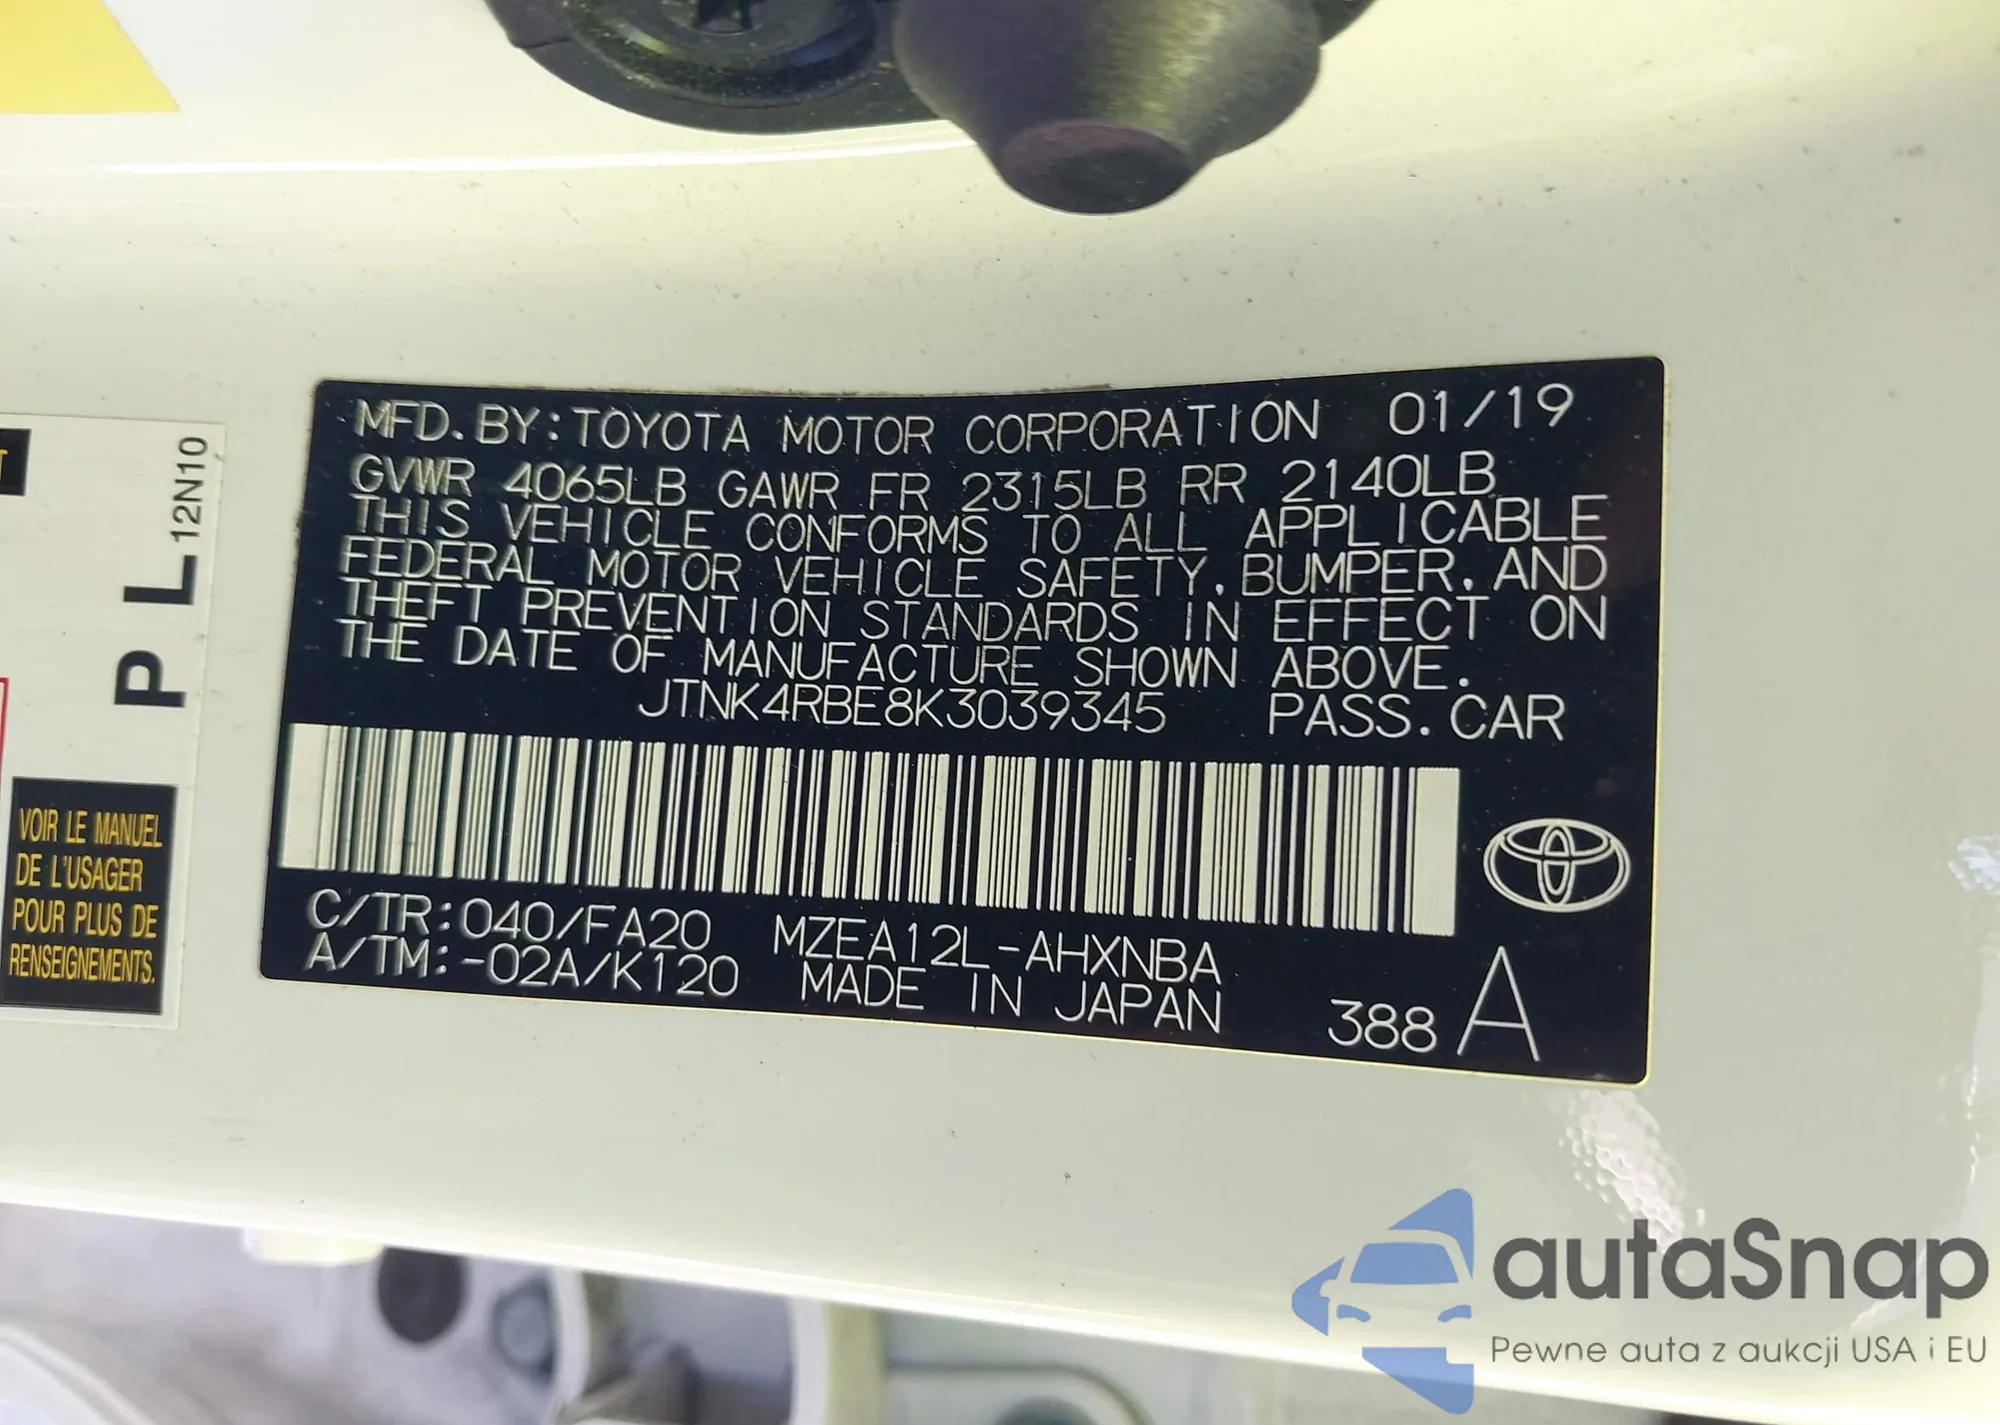 MFD. BY: TOYOTA MOTOR CORPORATION 01/19
GVWR 4065LB GAWR FR 2315LB RR 2140LB
THIS VEHICLE CONFORMS TO ALL APPLICABLE
FEDERAL MOTOR VEHICLE SAFETY, BUMPER, AND
THEFT PREVENTION STANDARDS IN EFFECT ON
THE DATE OF MANUFACTURE SHOWN ABOVE.
JTNK4RBE8K3039345 PASS. CAR
C/TR: 040/FA20 MZEA12L-AHXNBA
A/TM: -02A/K120 MADE IN JAPAN 388 A
P L 12N10
T
VOIR LE MANUEL
DE L'USAGER
POUR PLUS DE
RENSEIGNEMENTS.
autaSnap
Pewne auta z aukcji USA i EU